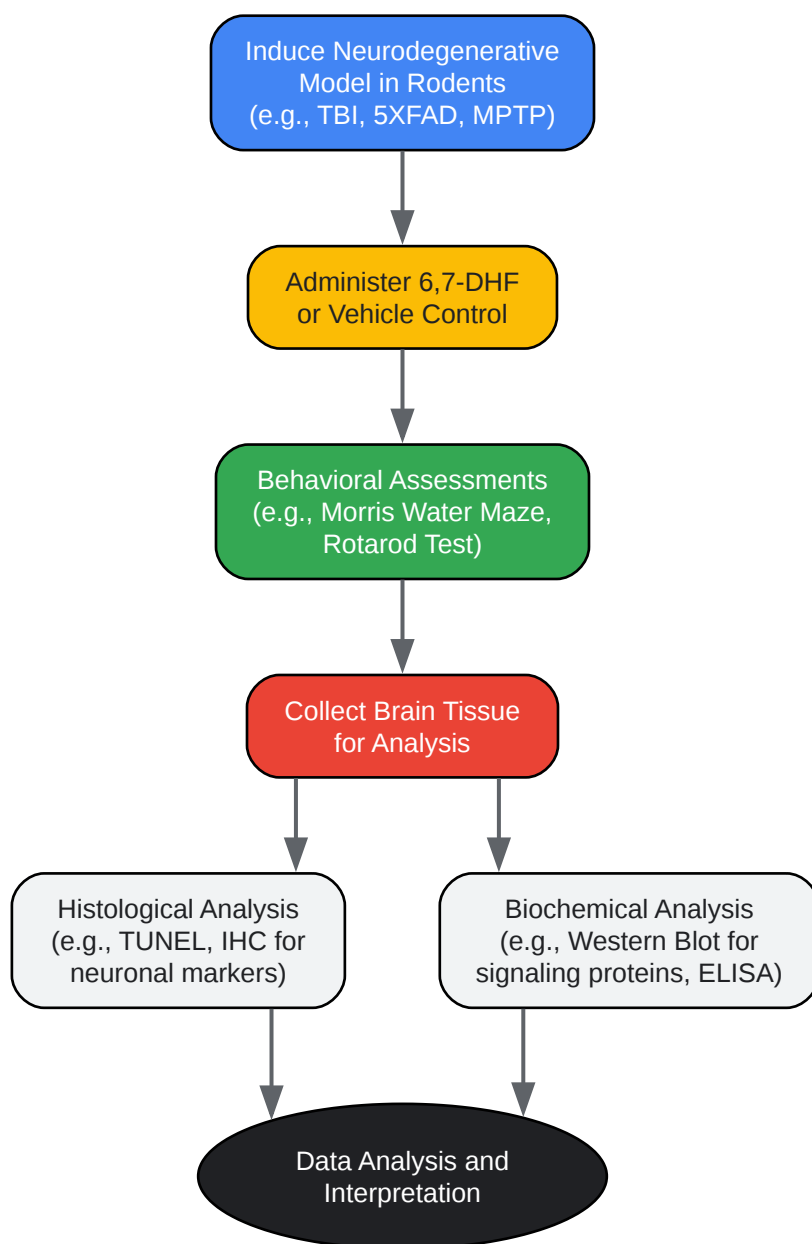 Induce Neurodegenerative
Model in Rodents
(e.g., TBI, 5XFAD, MPTP)
Administer 6,7-DHF
or Vehicle Control
Behavioral Assessments
(e.g., Morris Water Maze,
Rotarod Test)
Collect Brain Tissue
for Analysis
Histological Analysis
(e.g., TUNEL, IHC for
neuronal markers)
Biochemical Analysis
(e.g., Western Blot for
signaling proteins, ELISA)
Data Analysis and
Interpretation